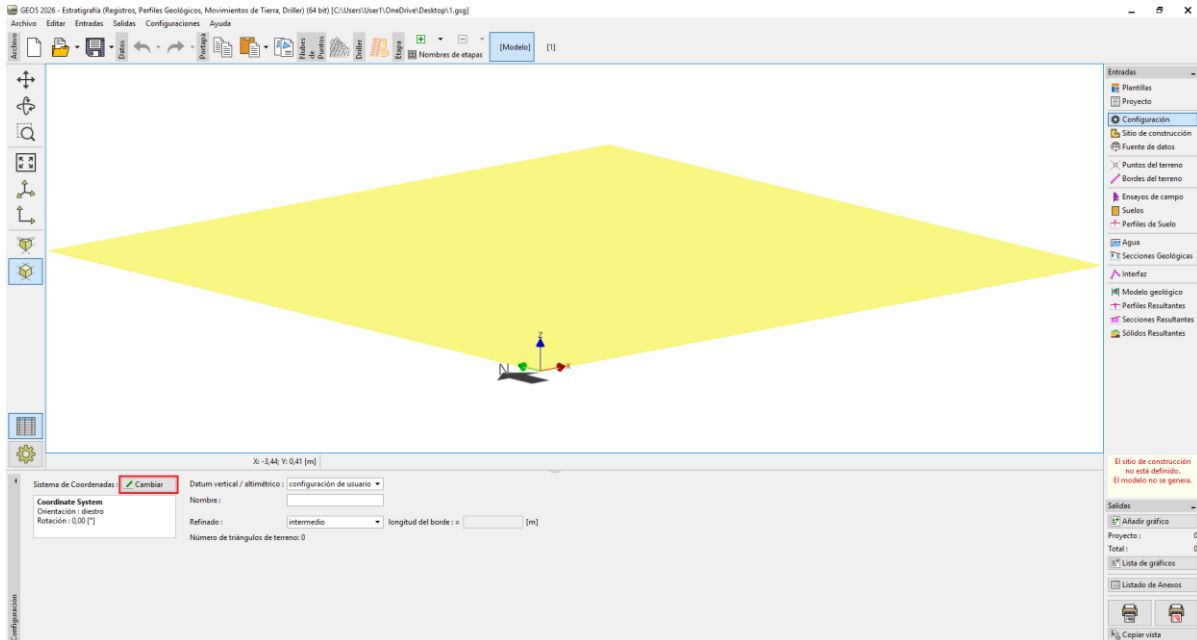 GEO5 2026 - Estratigrafía (Registros, Perfiles Geológicos, Movimientos de Tierra, Driller) (64 bit) [C:\Users\User1\OneDrive\Desktop\1.gsg]
Archivo Editar Entradas Salidas Configuraciones Ayuda
Archivo
Datos
Portapa
Nubes de Puntos
Driller
Etapa
Nombres de etapas
[Modelo]
[1]
z
N
x
X: -3,44; Y: 0,41 [m]
Entradas
Plantillas
Proyecto
Configuración
Sitio de construcción
Fuente de datos
Puntos del terreno
Bordes del terreno
Ensayos de campo
Suelos
Perfiles de Suelo
Agua
Secciones Geológicas
Interfaz
Modelo geológico
Perfiles Resultantes
Secciones Resultantes
Sólidos Resultantes
El sitio de construcción
no está definido.
El modelo no se genera.
Salidas
Añadir gráfico
Proyecto : 0
Total : 0
Lista de gráficos
Listado de Anexos
Copiar vista
Configuración
Sistema de Coordenadas : Cambiar
Coordinate System
Orientación : diestro
Rotación : 0,00 [°]
Datum vertical / altimétrico : configuración de usuario
Nombre :
Refinado : intermedio longitud del borde : = [m]
Número de triángulos de terreno: 0